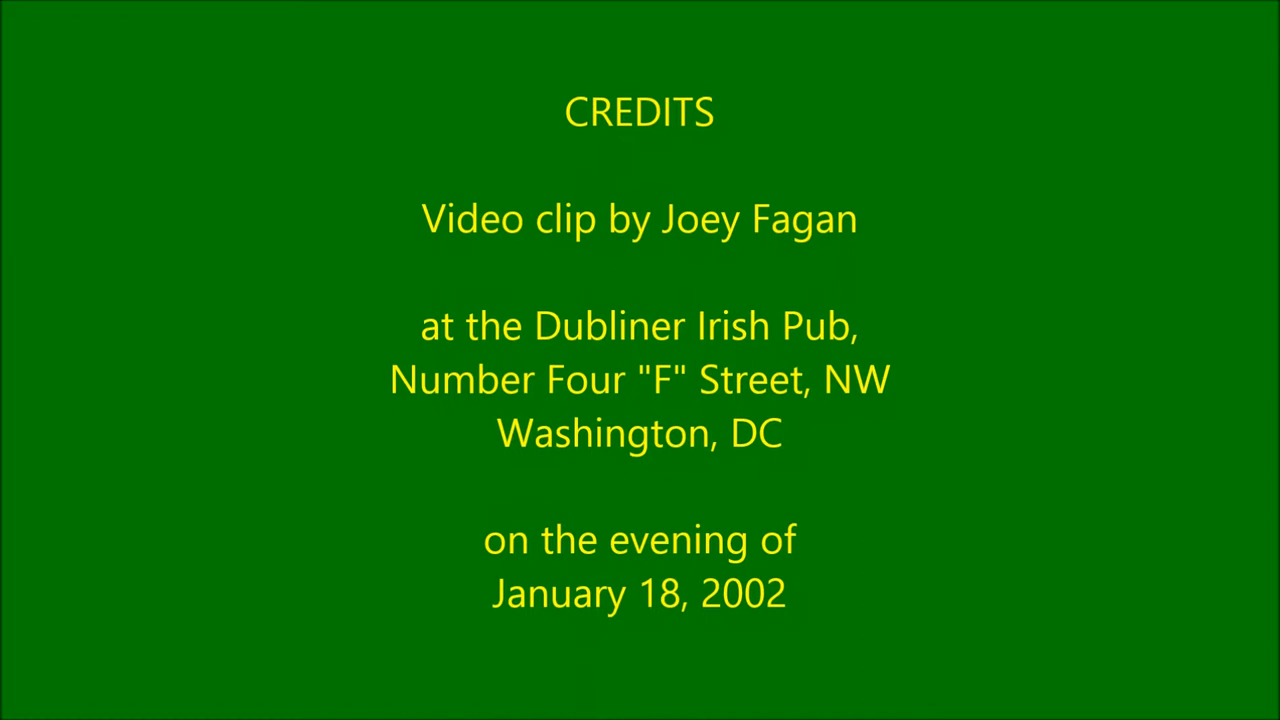 CREDITS
Video clip by Joey Fagan
at the Dubliner Irish Pub,
Number Four "F" Street, NW
Washington, DC
on the evening of
January 18, 2002